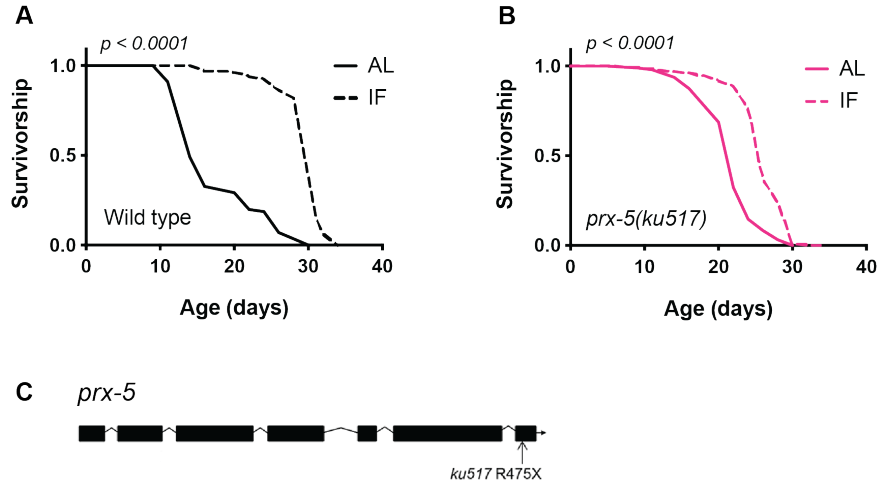 A
p < 0.0001
1.0
0.5
0.0
Survivorship
AL
IF
Wild type
0 10 20 30 40
Age (days)
B
p < 0.0001
1.0
0.5
0.0
Survivorship
AL
IF
prx-5(ku517)
0 10 20 30 40
Age (days)
C
prx-5
ku517 R475X